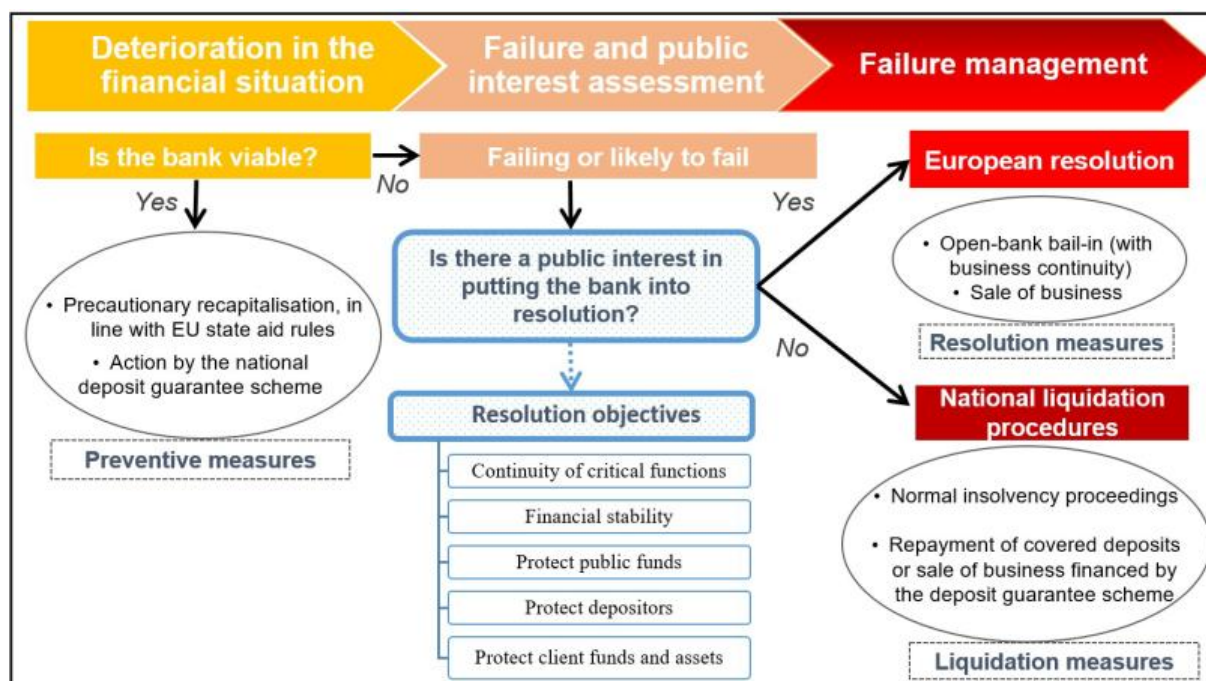 Deterioration in the
financial situation
Failure and public
interest assessment
Failure management
Is the bank viable?
No
Failing or likely to fail
European resolution
Yes
Yes
• Precautionary recapitalisation, in
line with EU state aid rules
• Action by the national
deposit guarantee scheme
Preventive measures
Is there a public interest in
putting the bank into
resolution?
No
• Open-bank bail-in (with
business continuity)
• Sale of business
Resolution measures
Resolution objectives
Continuity of critical functions
Financial stability
Protect public funds
Protect depositors
Protect client funds and assets
National liquidation
procedures
• Normal insolvency proceedings
• Repayment of covered deposits
or sale of business financed by
the deposit guarantee scheme
Liquidation measures